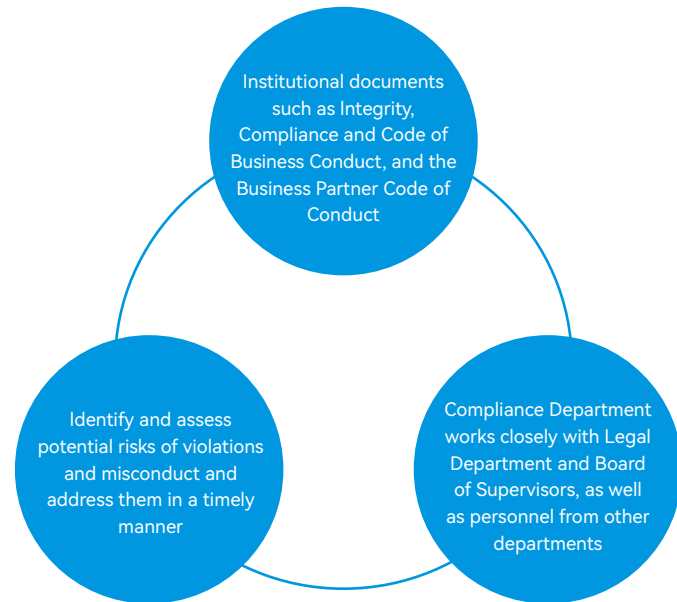 Institutional documents
such as Integrity,
Compliance and Code of
Business Conduct, and the
Business Partner Code of
Conduct
Identify and assess
potential risks of violations
and misconduct and
address them in a timely
manner
Compliance Department
works closely with Legal
Department and Board
of Supervisors, as well
as personnel from other
departments